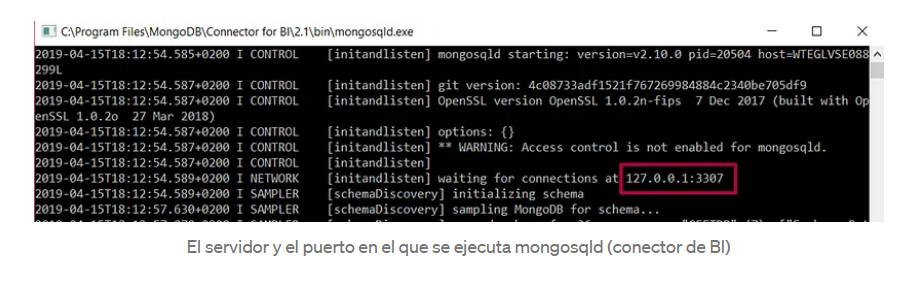 C:\Program Files\MongoDB\Connector for BI\2.1\bin\mongosqld.exe
2019-04-15T18:12:54.585+0200 I CONTROL [initandlisten] mongosqld starting: version=v2.10.0 pid=20504 host=WTEGLVSE088
299L
2019-04-15T18:12:54.587+0200 I CONTROL [initandlisten] git version: 4c08733adf1521f767269984884c2340be705df9
2019-04-15T18:12:54.587+0200 I CONTROL [initandlisten] OpenSSL version OpenSSL 1.0.2n-fips 7 Dec 2017 (built with Op
enSSL 1.0.2o 27 Mar 2018)
2019-04-15T18:12:54.587+0200 I CONTROL [initandlisten] options: {}
2019-04-15T18:12:54.587+0200 I CONTROL [initandlisten] ** WARNING: Access control is not enabled for mongosqld.
2019-04-15T18:12:54.587+0200 I CONTROL [initandlisten]
2019-04-15T18:12:54.589+0200 I NETWORK [initandlisten] waiting for connections at 127.0.0.1:3307
2019-04-15T18:12:54.589+0200 I SAMPLER [schemaDiscovery] initializing schema
2019-04-15T18:12:57.630+0200 I SAMPLER [schemaDiscovery] sampling MongoDB for schema...
El servidor y el puerto en el que se ejecuta mongosqld (conector de BI)